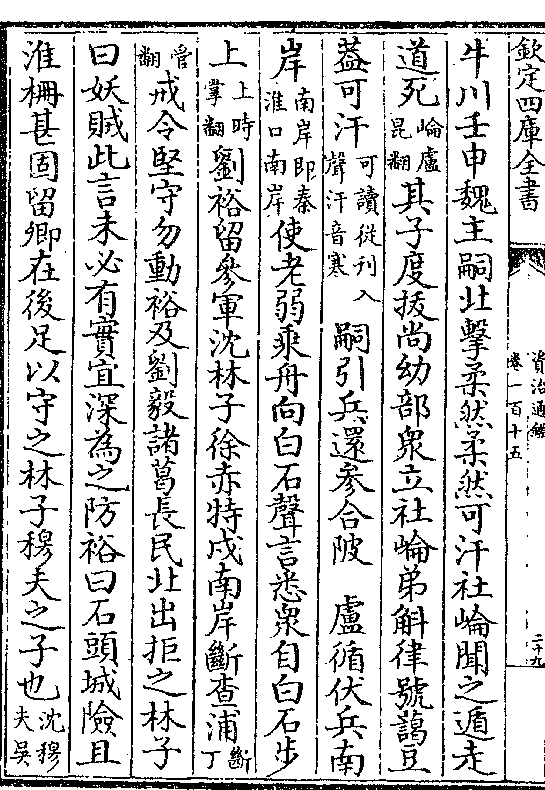 欽定四庫全書
資治通鑑
卷一百十五
二十九
牛川壬申魏主嗣北擊柔然柔然可汗社崘聞之遁走
道死崘盧昆翻其子度拔尚幼部衆立社崘弟斛律號藹豆
葢可汗可讀從刋入聲汗音寒嗣引兵還參合陂 盧循伏兵南
岸南岸即秦淮口南岸使老弱乘舟向白石聲言悉衆自白石步
上上時掌翻劉裕留參軍沈林子徐赤特戍南岸斷查浦斷丁
管翻戒令堅守勿動裕及劉毅諸葛長民北出拒之林子
曰妖賊此言未必有實宜深為之防裕曰石頭城險且
淮柵甚固留卿在後足以守之林子穆夫之子也沈穆夫吳